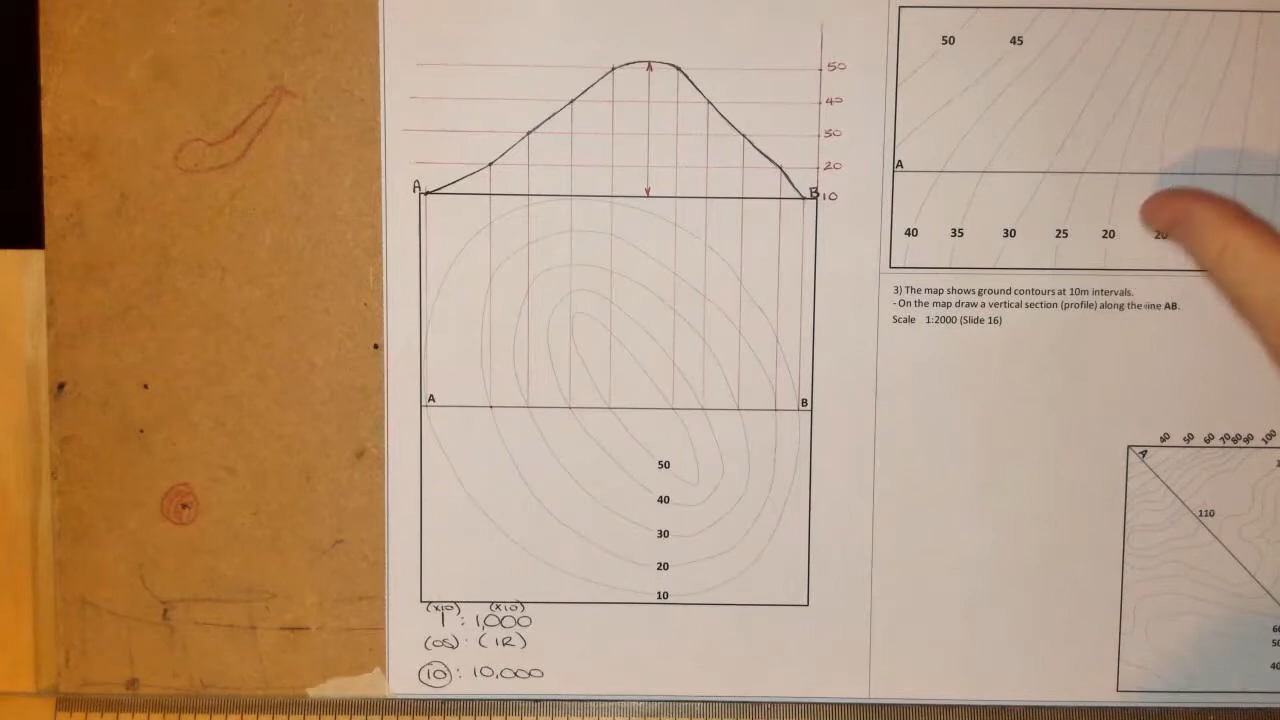 50
40
30
20
A
B 10
A
B
50
40
30
20
10
(x10) (x10)
1 : 1,000
(OS) : (IR)
10 : 10,000
50 45
A
40 35 30 25 20
3) The map shows ground contours at 10m intervals.
- On the map draw a vertical section (profile) along the line AB.
Scale 1:2000 (Slide 16)
40 50 60 70 80 90 100
A
110